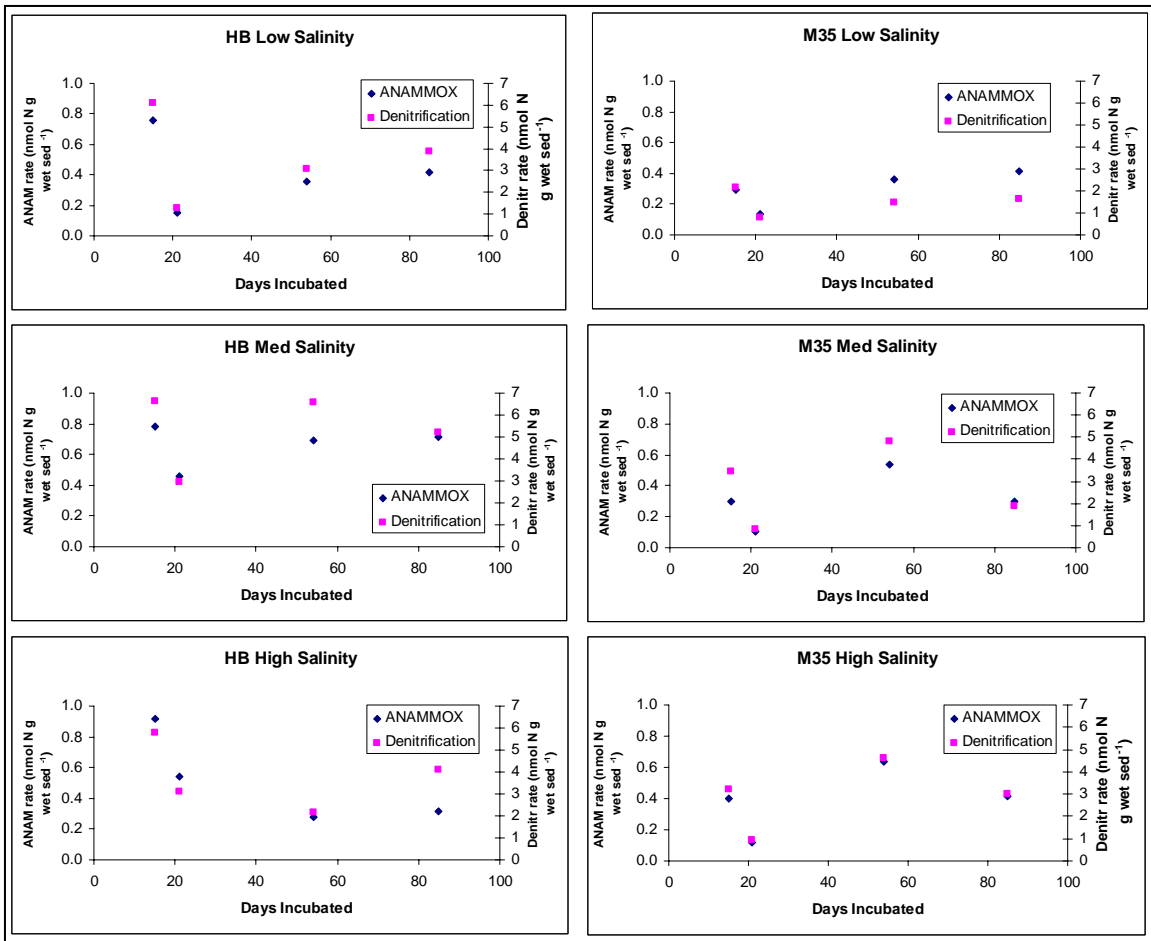 HB Low Salinity
ANAM rate (nmol N g
wet sed -1)
1.0
0.8
0.6
0.4
0.2
0.0
ANAMMOX
Denitrification
7
6
5
4
3
2
1
0
Denitr rate (nmol N
g wet sed-1)
0 20 40 60 80 100
Days Incubated
M35 Low Salinity
ANAM rate (nmol N g
wet sed -1)
1.0
0.8
0.6
0.4
0.2
0.0
ANAMMOX
Denitrification
7
6
5
4
3
2
1
0
Denitr rate (nmol N g
wet sed -1)
0 20 40 60 80 100
Days Incubated
HB Med Salinity
ANAM rate (nmol N g
wet sed -1)
1.0
0.8
0.6
0.4
0.2
0.0
ANAMMOX
Denitrification
7
6
5
4
3
2
1
0
Denitr rate (nmol N g
wet sed -1)
0 20 40 60 80 100
Days Incubated
M35 Med Salinity
ANAM rate (nmol N g
wet sed -1)
1.0
0.8
0.6
0.4
0.2
0.0
ANAMMOX
Denitrification
7
6
5
4
3
2
1
0
Denitr rate (nmol N g
wet sed -1)
0 20 40 60 80 100
Days Incubated
HB High Salinity
ANAM rate (nmol N g
wet sed -1)
1.0
0.8
0.6
0.4
0.2
0.0
ANAMMOX
Denitrification
7
6
5
4
3
2
1
0
Denitr rate (nmol N g
wet sed -1)
0 20 40 60 80 100
Days Incubated
M35 High Salinity
ANAM rate (nmol N g
wet sed -1)
1.0
0.8
0.6
0.4
0.2
0.0
ANAMMOX
Denitrification
7
6
5
4
3
2
1
0
Denitr rate (nmol N
g wet sed-1)
0 20 40 60 80 100
Days Incubated